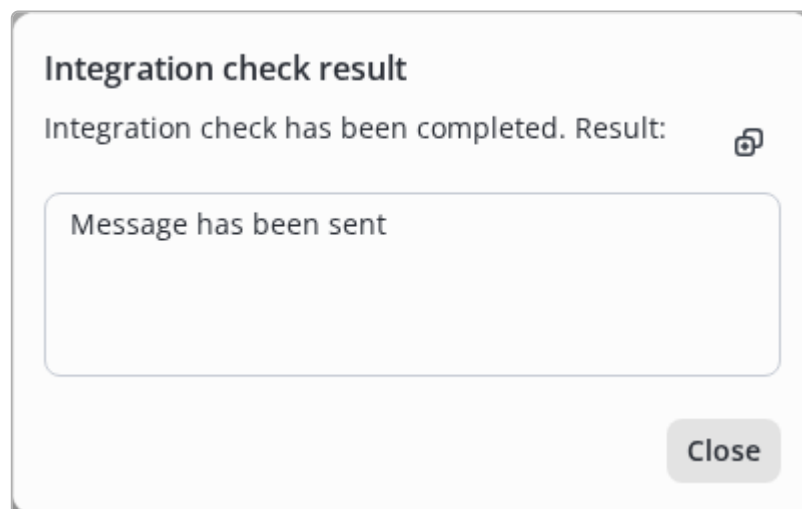 Integration check result
Integration check has been completed. Result:
Message has been sent
Close